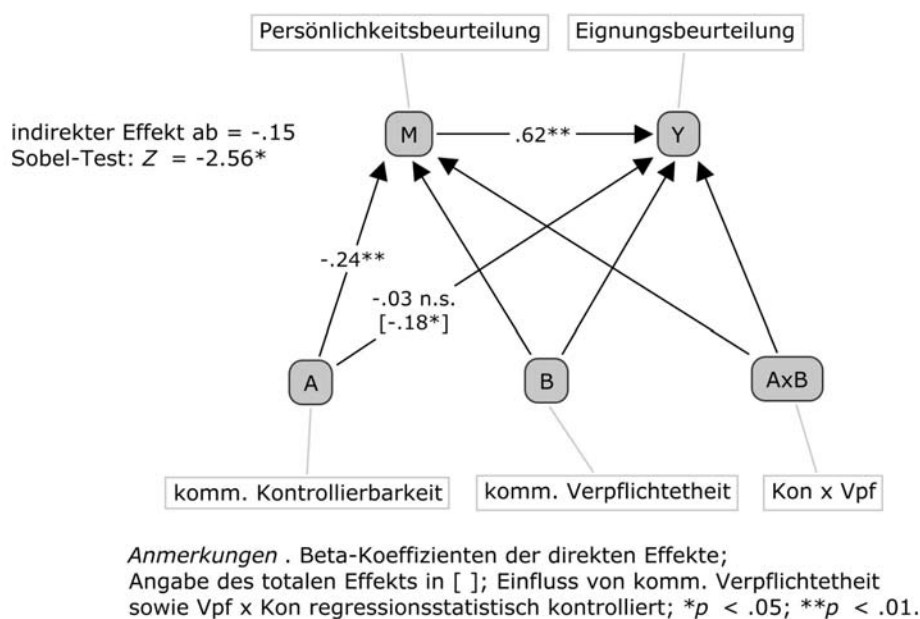 Persönlichkeitsbeurteilung
Eignungsbeurteilung
indirekter Effekt ab = -.15
Sobel-Test: Z = -2.56*
M
.62**
Y
-.24**
-.03 n.s.
[-.18*]
A
B
AxB
komm. Kontrollierbarkeit
komm. Verpflichtetheit
Kon x Vpf
Anmerkungen . Beta-Koeffizienten der direkten Effekte;
Angabe des totalen Effekts in [ ]; Einfluss von komm. Verpflichtetheit
sowie Vpf x Kon regressionsstatistisch kontrolliert; *p < .05; **p < .01.